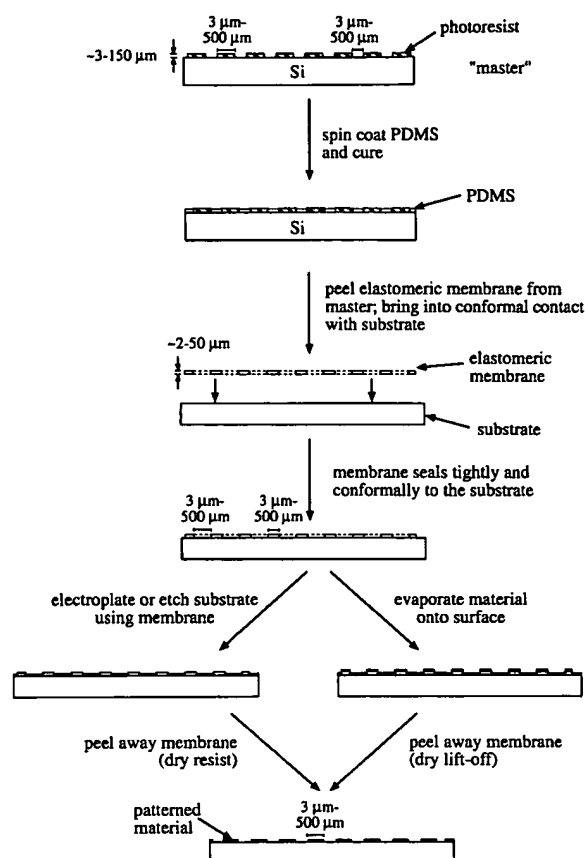 3 μm-
500 μm
3 μm-
500 μm
photoresist
~3-150 μm
Si
"master"
spin coat PDMS
and cure
PDMS
Si
peel elastomeric membrane from
master; bring into conformal contact
with substrate
~2-50 μm
elastomeric
membrane
substrate
membrane seals tightly and
conformally to the substrate
3 μm-
500 μm
3 μm-
500 μm
electroplate or etch substrate
using membrane
evaporate material
onto surface
peel away membrane
(dry resist)
peel away membrane
(dry lift-off)
patterned
material
3 μm-
500 μm